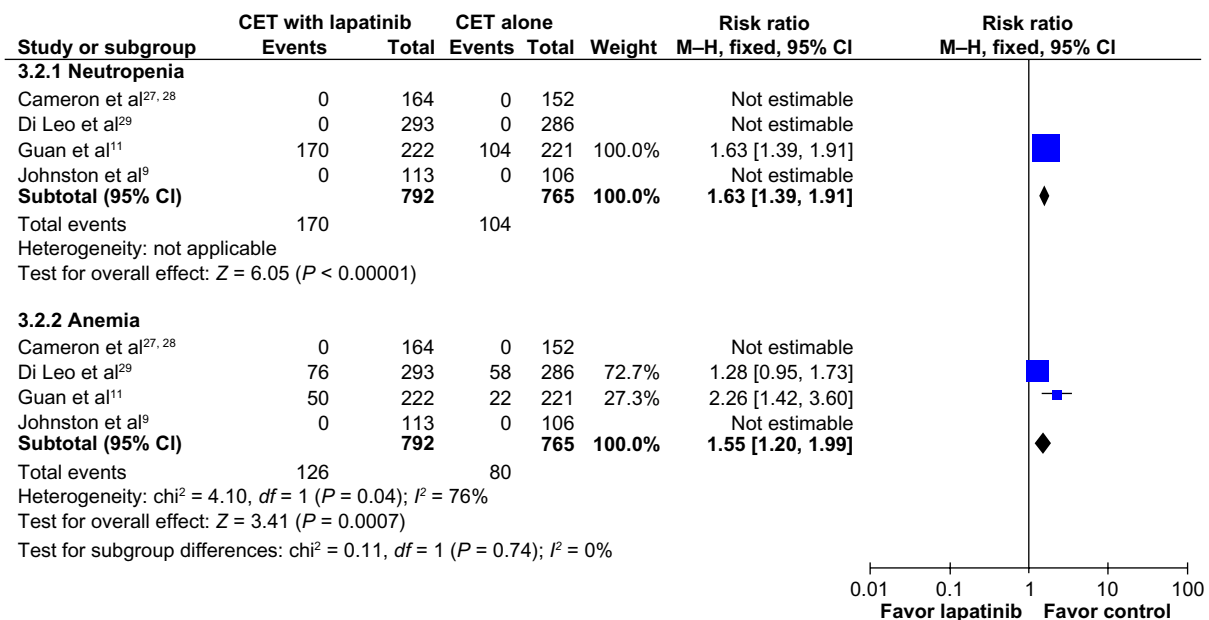 CET with lapatinib CET alone Risk ratio Risk ratio
Study or subgroup Events Total Events Total Weight M–H, fixed, 95% CI M–H, fixed, 95% CI
3.2.1 Neutropenia
Cameron et al27, 28 0 164 0 152 Not estimable
Di Leo et al29 0 293 0 286 Not estimable
Guan et al11 170 222 104 221 100.0% 1.63 [1.39, 1.91]
Johnston et al9 0 113 0 106 Not estimable
Subtotal (95% CI) 792 765 100.0% 1.63 [1.39, 1.91]
Total events 170 104
Heterogeneity: not applicable
Test for overall effect: Z = 6.05 (P < 0.00001)
3.2.2 Anemia
Cameron et al27, 28 0 164 0 152 Not estimable
Di Leo et al29 76 293 58 286 72.7% 1.28 [0.95, 1.73]
Guan et al11 50 222 22 221 27.3% 2.26 [1.42, 3.60]
Johnston et al9 0 113 0 106 Not estimable
Subtotal (95% CI) 792 765 100.0% 1.55 [1.20, 1.99]
Total events 126 80
Heterogeneity: chi2 = 4.10, df = 1 (P = 0.04); I2 = 76%
Test for overall effect: Z = 3.41 (P = 0.0007)
Test for subgroup differences: chi2 = 0.11, df = 1 (P = 0.74); I2 = 0%
0.01 0.1 1 10 100
Favor lapatinib Favor control